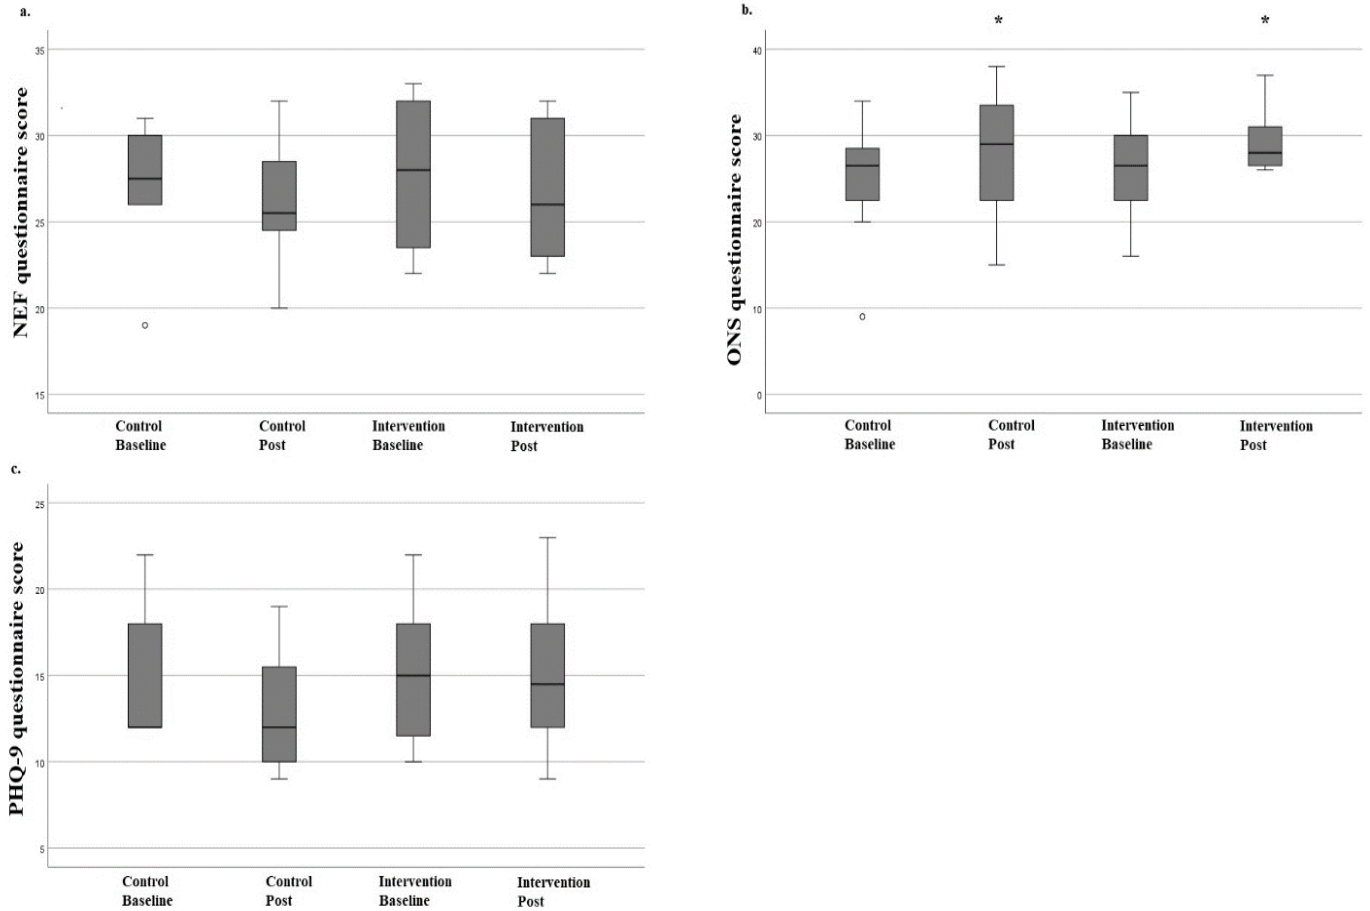 a.
NEF questionnaire score
35
30
25
20
15
Control Baseline
Control Post
Intervention Baseline
Intervention Post
b.
* *
ONS questionnaire score
40
30
20
10
0
Control Baseline
Control Post
Intervention Baseline
Intervention Post
c.
PHQ-9 questionnaire score
25
20
15
10
5
Control Baseline
Control Post
Intervention Baseline
Intervention Post